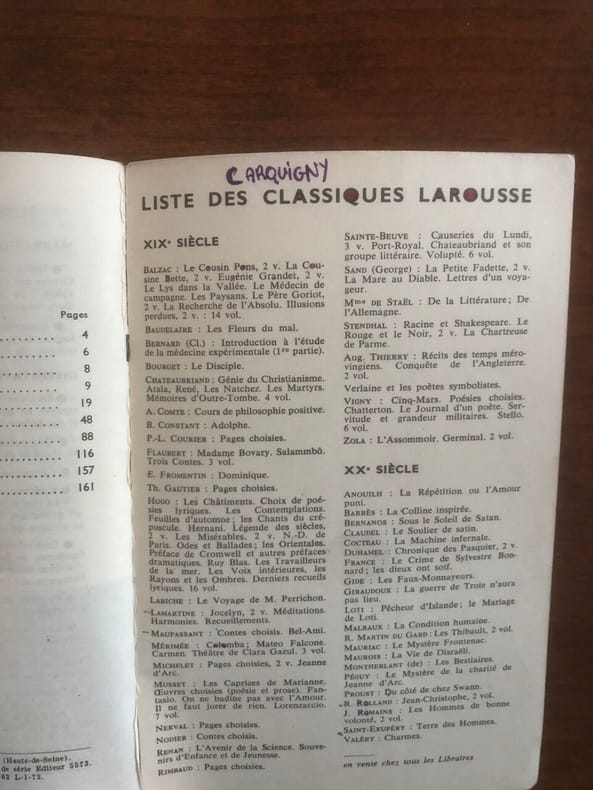 Pages
4
6
8
9
19
48
88
116
157
161
(Hauts-de-Seine).
de série Editeur 5573.
42 L-1-72.
CARQUIGNY
LISTE DES CLASSIQUES LAROUSSE
XIXe SIÈCLE
BALZAC : Le Cousin Pons, 2 v. La Cou-
sine Bette, 2 v. Eugénie Grandet, 2 v.
Le Lys dans la Vallée. Le Médecin de
campagne. Les Paysans. Le Père Goriot,
2 v. La Recherche de l'Absolu. Illusions
perdues, 2 v. : 14 vol.
BAUDELAIRE : Les Fleurs du mal.
BERNARD (Cl.) : Introduction à l'étude
de la médecine expérimentale (1re partie).
BOURGET : Le Disciple.
CHATEAUBRIAND : Génie du Christianisme.
Atala, René, Les Natchez. Les Martyrs.
Mémoires d'Outre-Tombe. 4 vol.
A. COMTE : Cours de philosophie positive.
B. CONSTANT : Adolphe.
P.-L. COURIER : Pages choisies.
FLAUBERT : Madame Bovary. Salammbô.
Trois Contes. 3 vol.
E. FROMENTIN : Dominique.
Th. GAUTIER : Pages choisies.
HUGO : Les Châtiments. Choix de poé-
sies lyriques. Les Contemplations.
Feuilles d'automne ; les Chants du cré-
puscule. Hernani. Légende des siècles,
2 v. Les Misérables, 2 v. N.-D. de
Paris. Odes et Ballades ; les Orientales.
Préface de Cromwell et autres préfaces
dramatiques. Ruy Blas. Les Travailleurs
de la mer. Les Voix intérieures, les
Rayons et les Ombres. Derniers recueils
lyriques. 16 vol.
LABICHE : Le Voyage de M. Perrichon.
LAMARTINE : Jocelyn, 2 v. Méditations.
Harmonies. Recueillements.
MAUPASSANT : Contes choisis. Bel-Ami.
MÉRIMÉE : Colomba ; Mateo Falcone.
Carmen. Théâtre de Clara Gazul. 3 vol.
MICHELET : Pages choisies, 2 v. Jeanne
d'Arc.
MUSSET : Les Caprices de Marianne.
Œuvres choisies (poésie et prose). Fan-
tasio. On ne badine pas avec l'Amour.
Il ne faut jurer de rien. Lorenzaccio.
7 vol.
NERVAL : Pages choisies.
NODIER : Contes choisis.
RENAN : L'Avenir de la Science. Souve-
nirs d'Enfance et de Jeunesse.
RIMBAUD : Pages choisies.
SAINTE-BEUVE : Causeries du Lundi,
3 v. Port-Royal. Chateaubriand et son
groupe littéraire. Volupté. 6 vol.
SAND (George) : La Petite Fadette, 2 v.
La Mare au Diable. Lettres d'un voya-
geur.
Mme DE STAËL : De la Littérature ; De
l'Allemagne.
STENDHAL : Racine et Shakespeare. Le
Rouge et le Noir, 2 v. La Chartreuse
de Parme.
Aug. THIERRY : Récits des temps méro-
vingiens. Conquête de l'Angleterre.
2 vol.
Verlaine et les poètes symbolistes.
VIGNY : Cinq-Mars. Poésies choisies.
Chatterton. Le Journal d'un poète. Ser-
vitude et grandeur militaires. Stello.
6 vol.
ZOLA : L'Assommoir. Germinal. 2 vol.
XXe SIÈCLE
ANOUILH : La Répétition ou l'Amour
puni.
BARRÈS : La Colline inspirée.
BERNANOS : Sous le Soleil de Satan.
CLAUDEL : Le Soulier de satin.
COCTEAU : La Machine infernale.
DUHAMEL : Chronique des Pasquier, 2 v.
FRANCE : Le Crime de Sylvestre Bon-
nard ; les dieux ont soif.
GIDE : Les Faux-Monnayeurs.
GIRAUDOUX : La guerre de Troie n'aura
pas lieu.
LOTI : Pêcheur d'Islande ; le Mariage
de Loti.
MALRAUX : La Condition humaine.
R. MARTIN DU GARD : Les Thibault, 2 vol.
MAURIAC : Le Mystère Frontenac.
MAUROIS : La Vie de Disraëli.
MONTHERLANT (de) : Les Bestiaires.
PÉGUY : Le Mystère de la charité de
Jeanne d'Arc.
PROUST : Du côté de chez Swann.
R. ROLLAND : Jean-Christophe, 2 vol.
J. ROMAINS : Les Hommes de bonne
volonté, 2 vol.
SAINT-EXUPÉRY : Terre des Hommes.
VALÉRY : Charmes.
en vente chez tous les Libraires